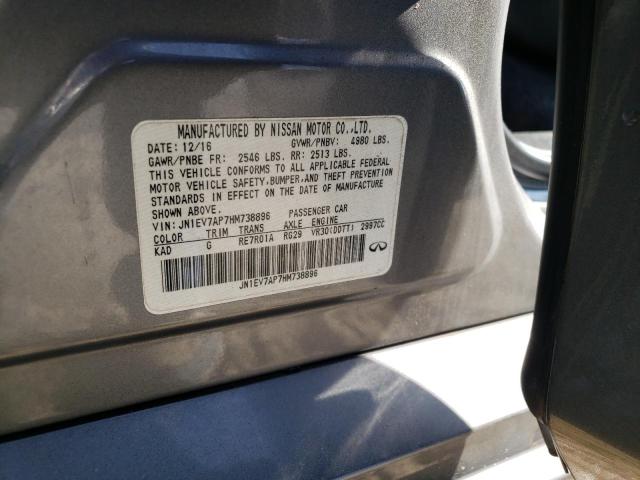 MANUFACTURED BY NISSAN MOTOR CO.,LTD.
DATE: 12/16 GVWR/PNBV: 4980 LBS.
GAWR/PNBE FR: 2546 LBS. RR: 2513 LBS.
THIS VEHICLE CONFORMS TO ALL APPLICABLE FEDERAL
MOTOR VEHICLE SAFETY, BUMPER, AND THEFT PREVENTION
STANDARDS IN EFFECT ON THE DATE OF MANUFACTURE
SHOWN ABOVE.
VIN: JN1EV7AP7HM738896 PASSENGER CAR
COLOR TRIM TRANS AXLE ENGINE
KAD G RE7R01A RG29 VR30(DDTT) 2997CC
JN1EV7AP7HM738896